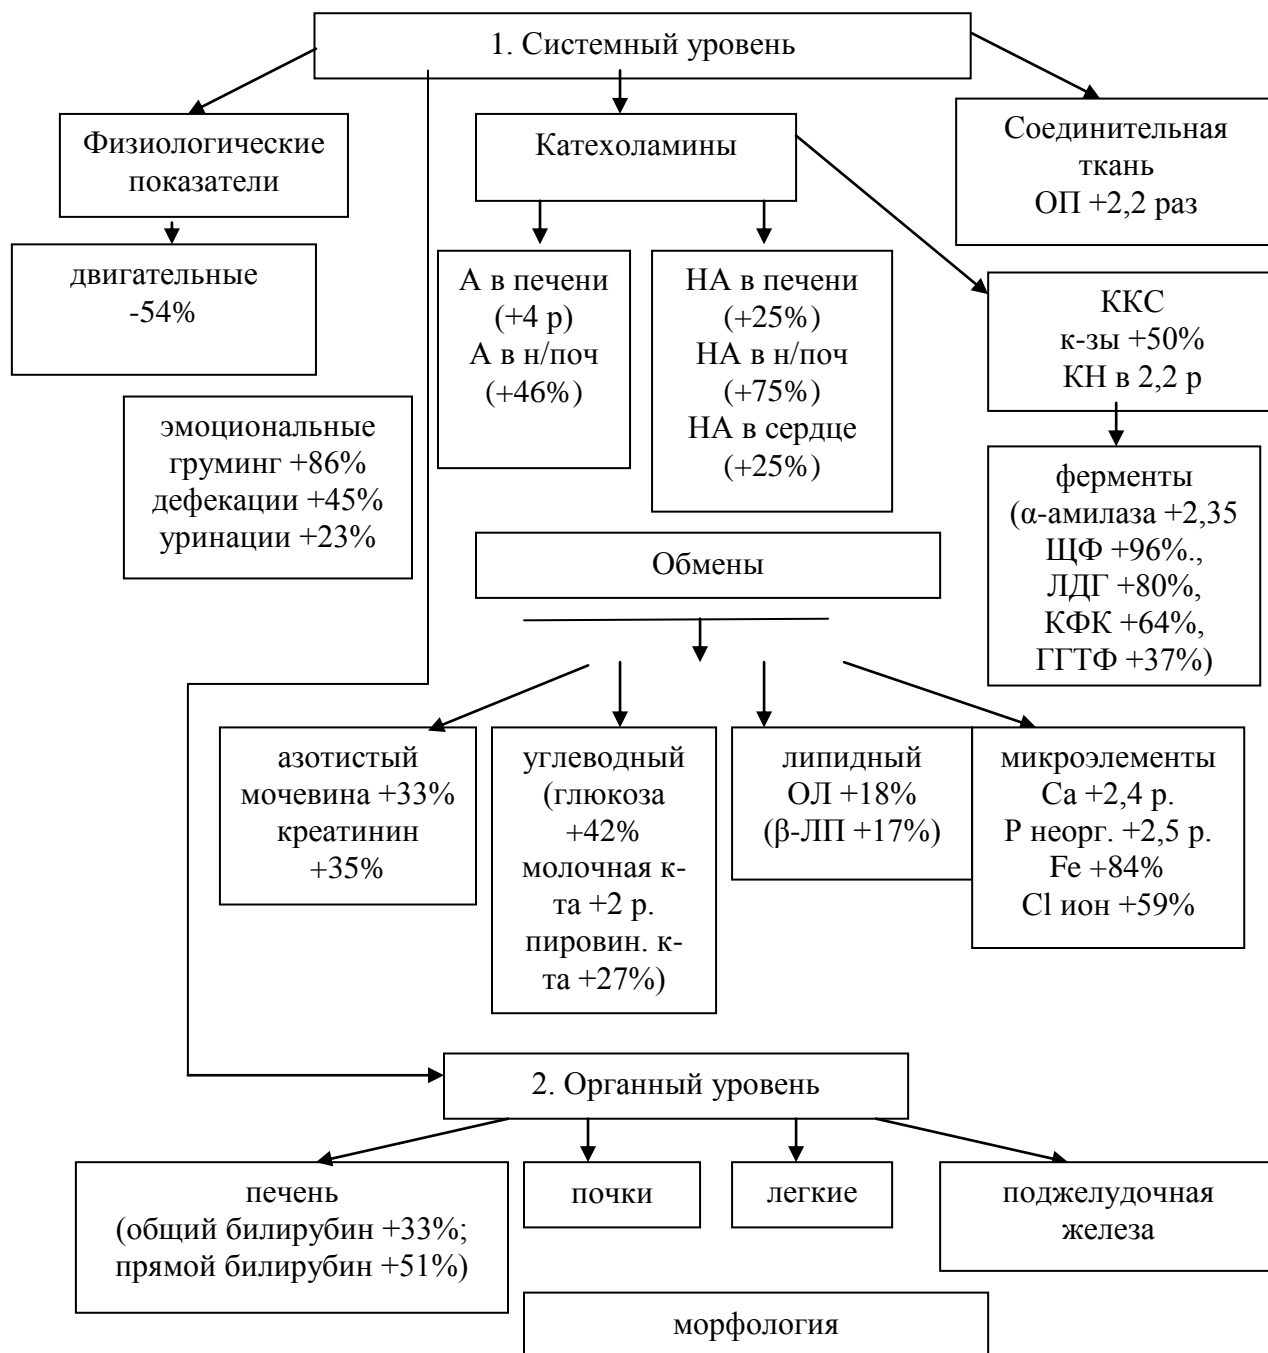 1. Системный уровень
Физиологические
показатели
Катехоламины
Соединительная
ткань
ОП +2,2 раз
двигательные
-54%
А в печени
(+4 р)
А в н/поч
(+46%)
НА в печени
(+25%)
НА в н/поч
(+75%)
НА в сердце
(+25%)
ККС
к-зы +50%
КН в 2,2 р
эмоциональные
груминг +86%
дефекации +45%
уринации +23%
ферменты
(α-амилаза +2,35
ЩФ +96%.,
ЛДГ +80%,
КФК +64%,
ГГТФ +37%)
Обмены
азотистый
мочевина +33%
креатинин
+35%
углеводный
(глюкоза
+42%
молочная к-
та +2 р.
пировин. к-
та +27%)
липидный
ОЛ +18%
(β-ЛП +17%)
микроэлементы
Ca +2,4 р.
P неорг. +2,5 р.
Fe +84%
Cl ион +59%
2. Органный уровень
печень
(общий билирубин +33%;
прямой билирубин +51%)
почки
легкие
поджелудочная
железа
морфология